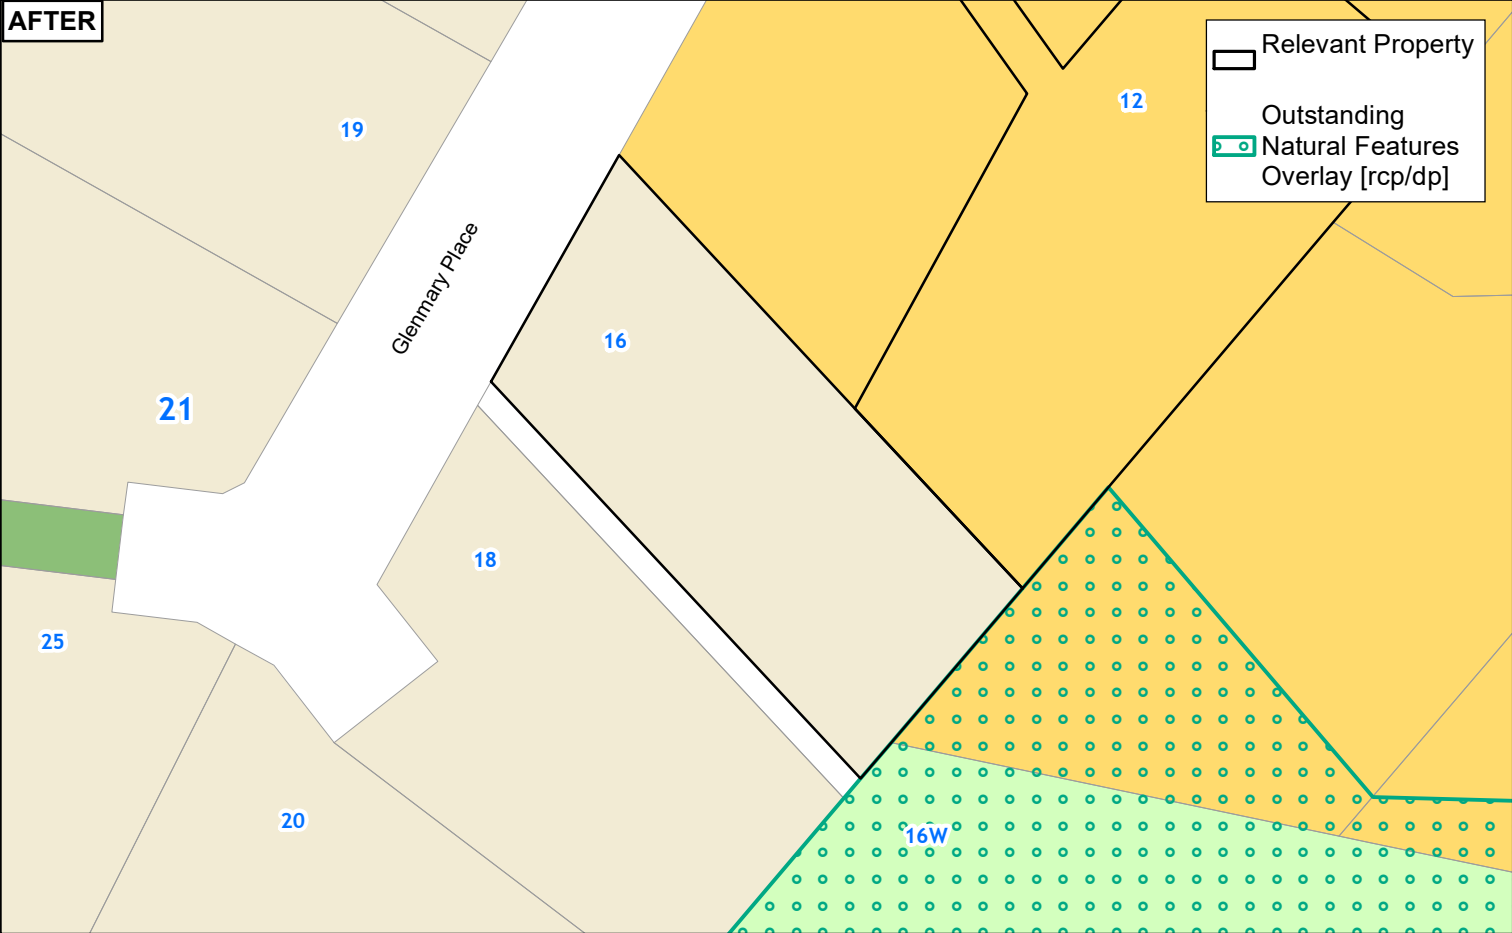 AFTER
Relevant Property
Outstanding
Natural Features
Overlay [rcp/dp]
12
19
Glenmary Place
16
21
18
25
20
16W